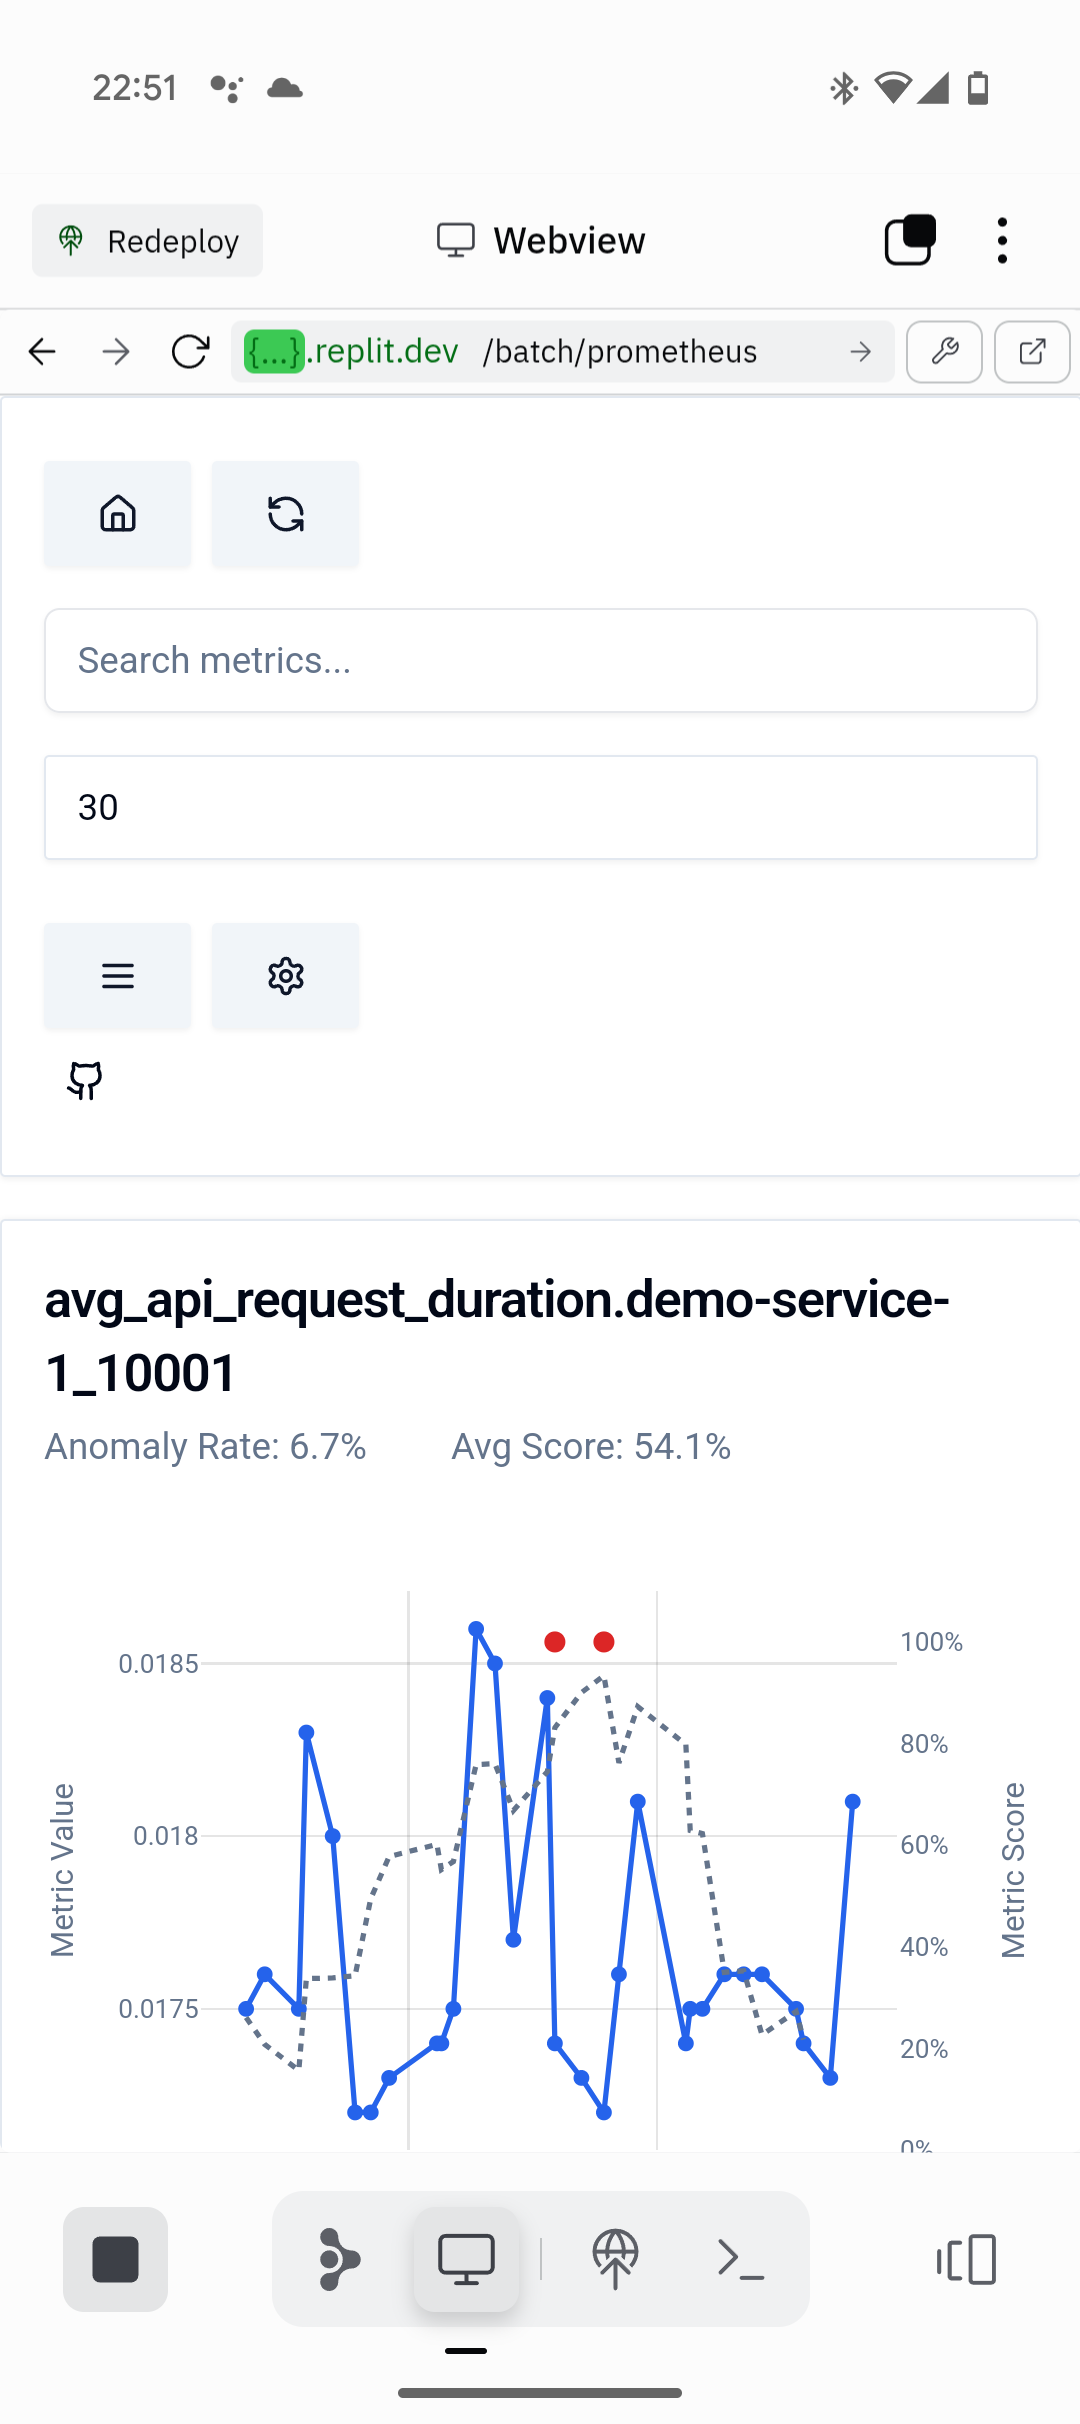 22:51
Redeploy
Webview
{...}.replit.dev /batch/prometheus
Search metrics...
30
avg_api_request_duration.demo-service-
1_10001
Anomaly Rate: 6.7% Avg Score: 54.1%
Metric Value
0.0185
0.018
0.0175
100%
80%
60%
40%
20%
0%
Metric Score